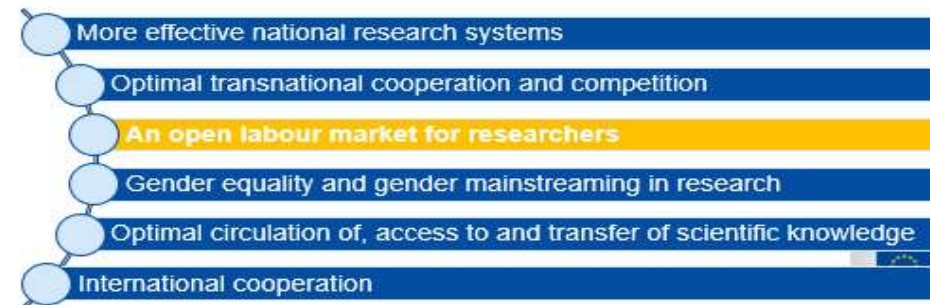 More effective national research systems
Optimal transnational cooperation and competition
An open labour market for researchers
Gender equality and gender mainstreaming in research
Optimal circulation of, access to and transfer of scientific knowledge
International cooperation